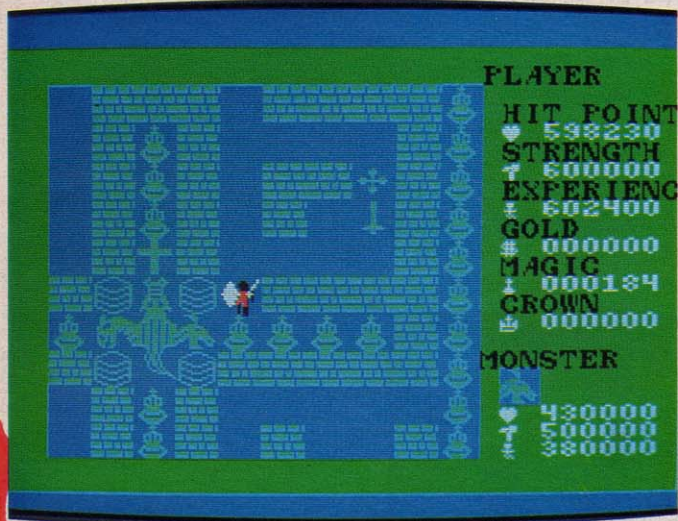 PLAYER
HIT POINT
598230
STRENGTH
600000
EXPERIENC
602400
GOLD
000000
MAGIC
000184
CROWN
000000
MONSTER
430000
500000
380000